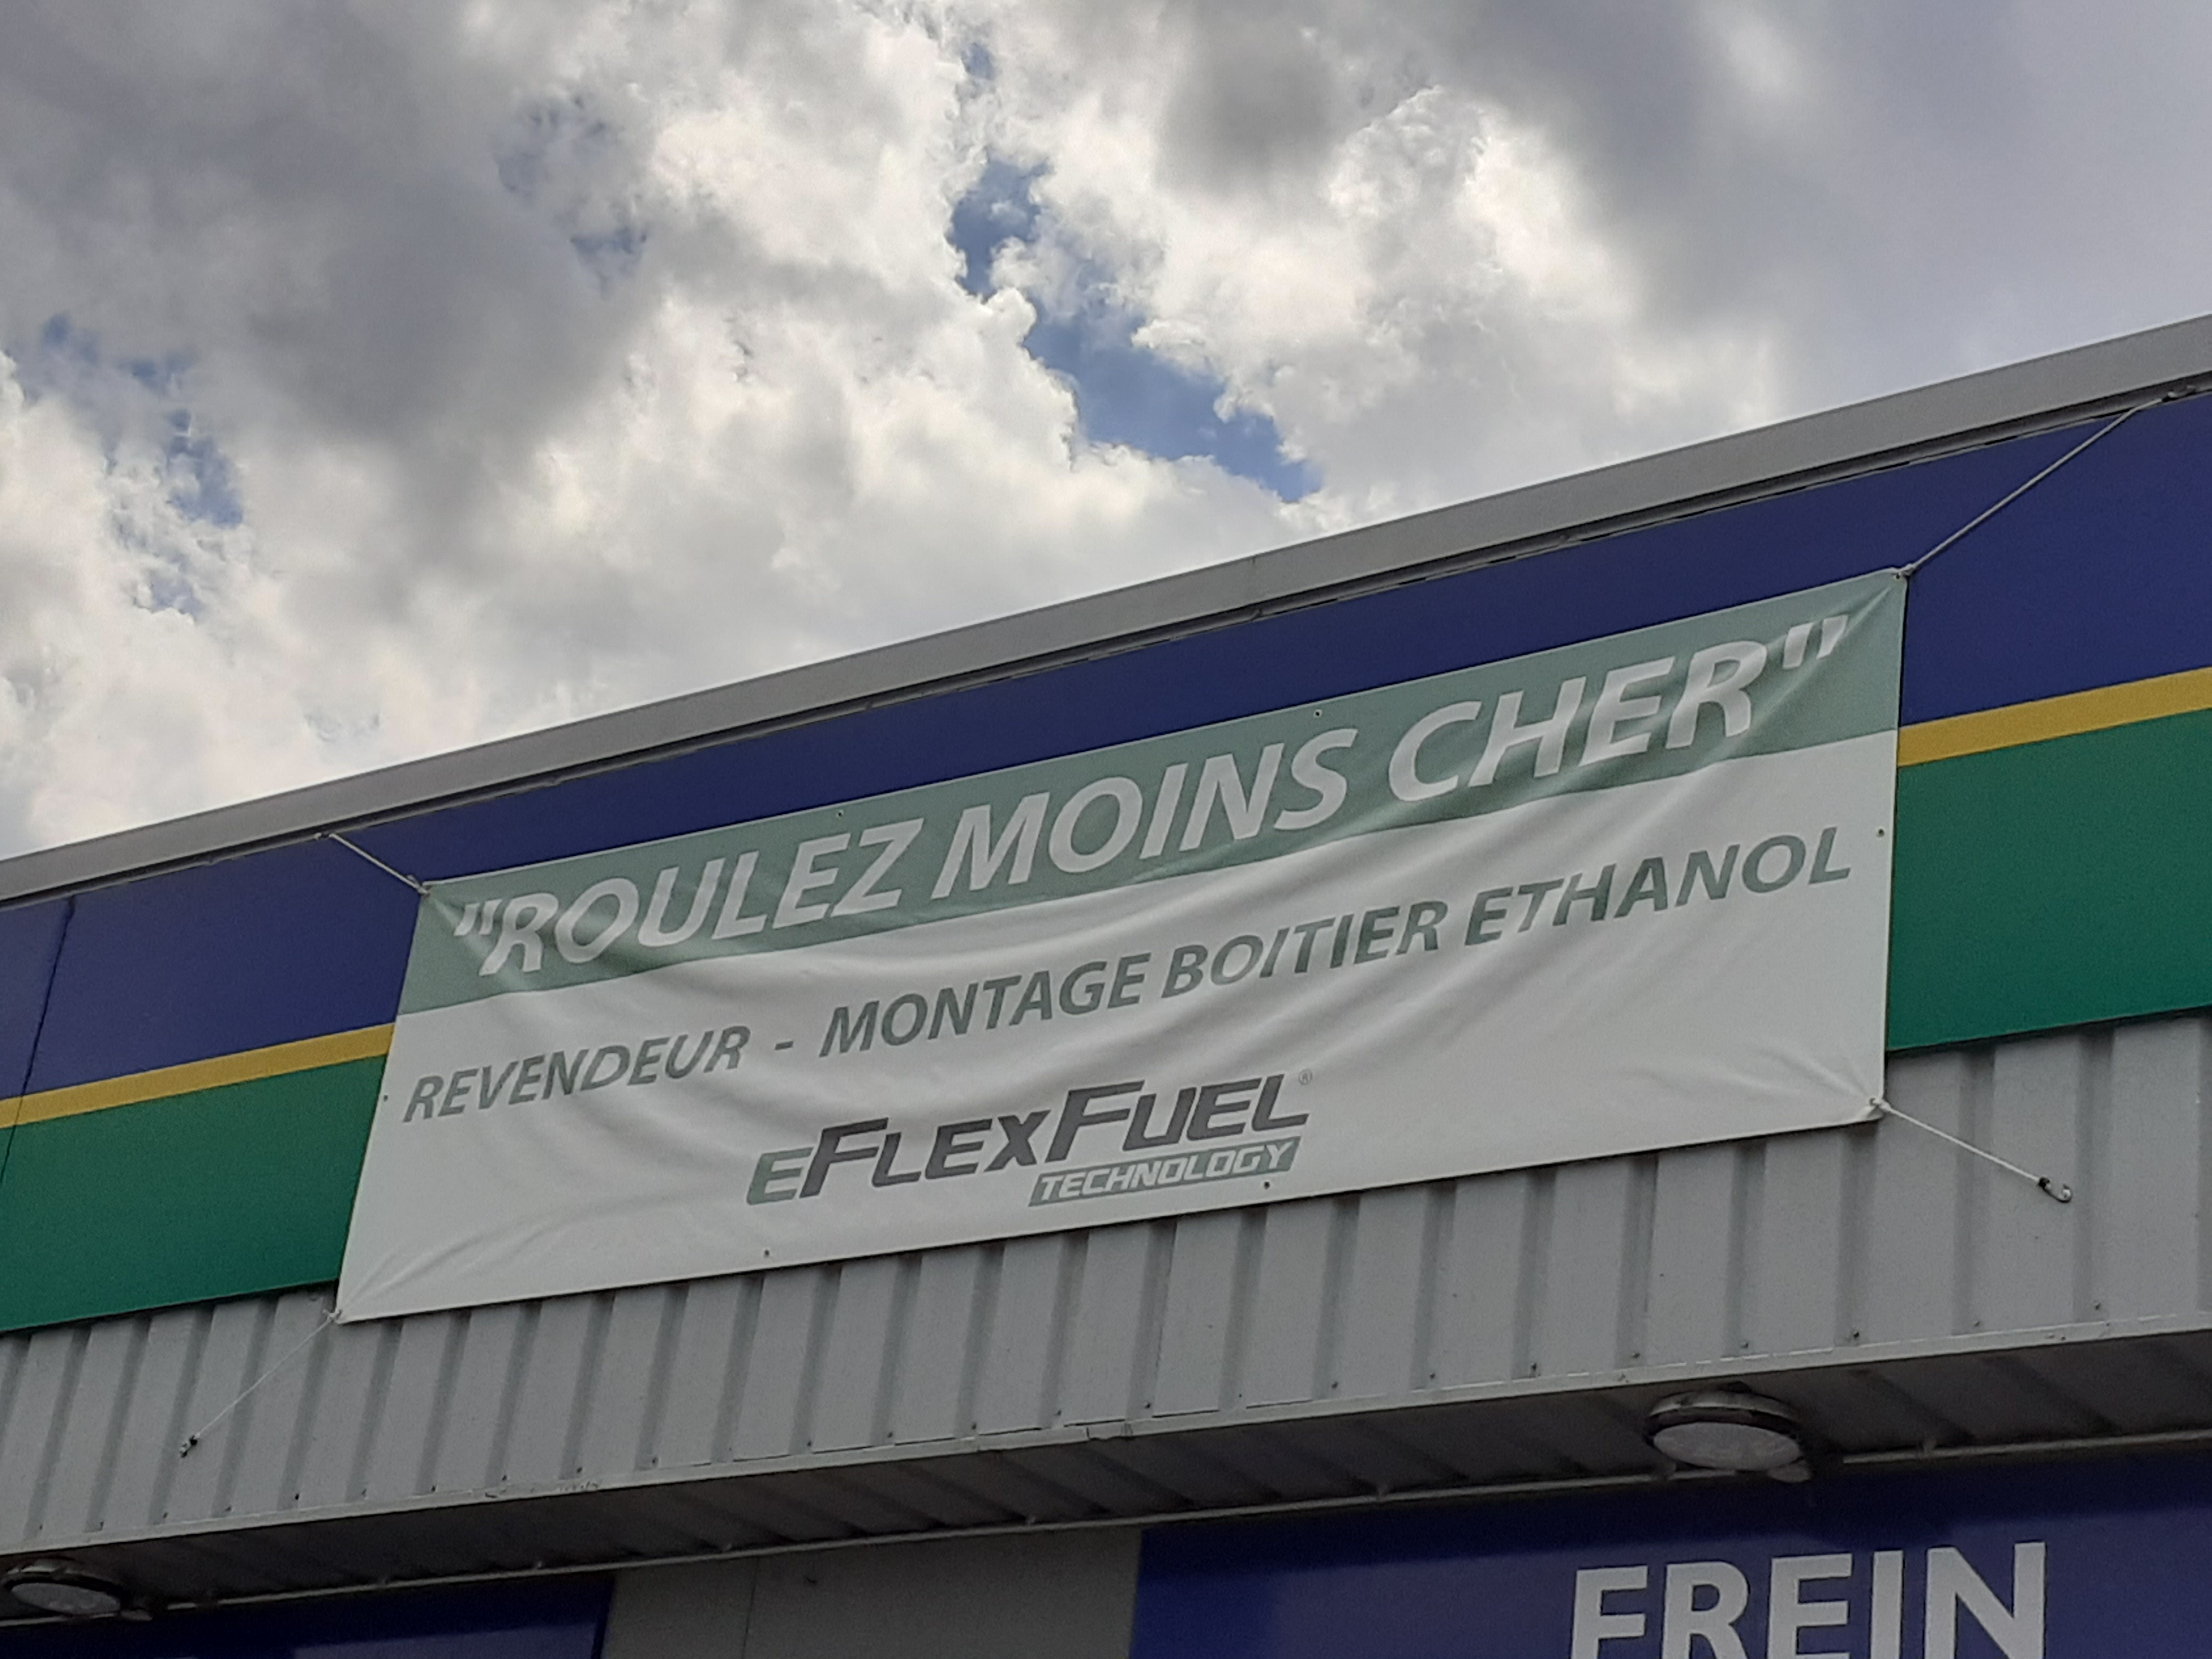 "ROULEZ MOINS CHER"
REVENDEUR - MONTAGE BOITIER ETHANOL
EFLEXFUEL®
TECHNOLOGY
FREIN